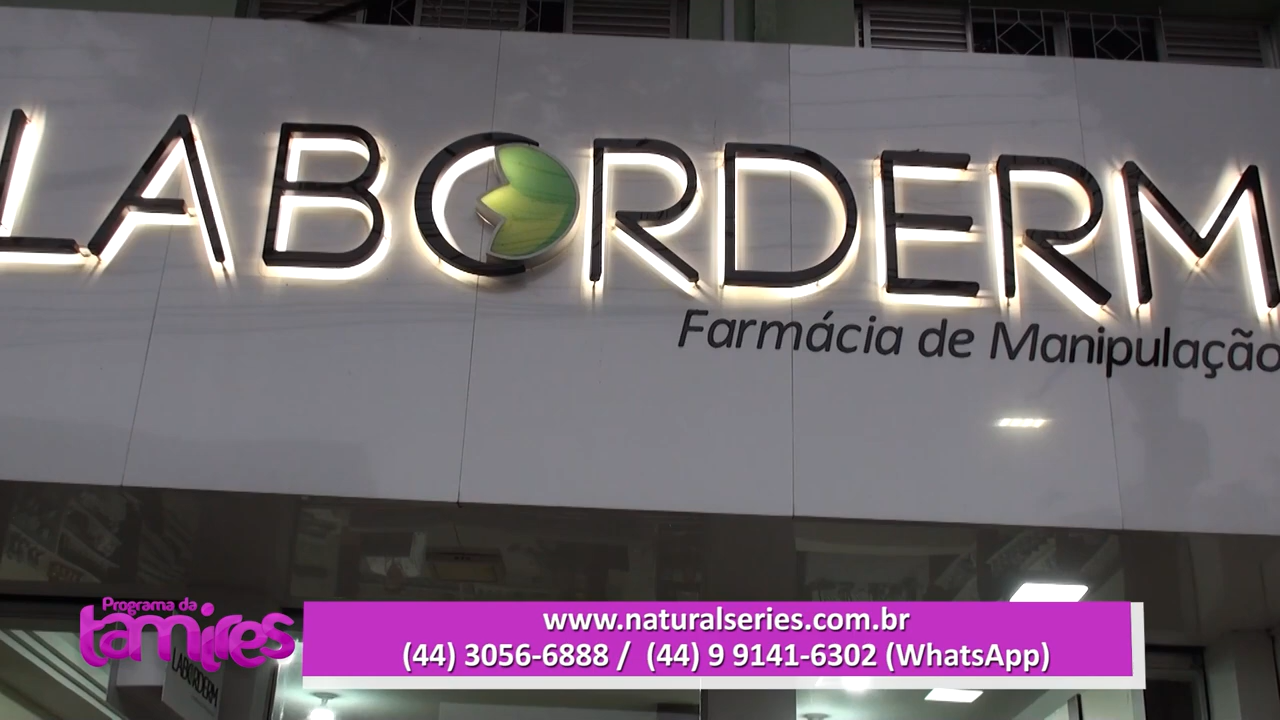 LABORDERM
Farmácia de Manipulação
Programa da
tamires
LABORDERM
www.naturalseries.com.br
(44) 3056-6888 / (44) 9 9141-6302 (WhatsApp)